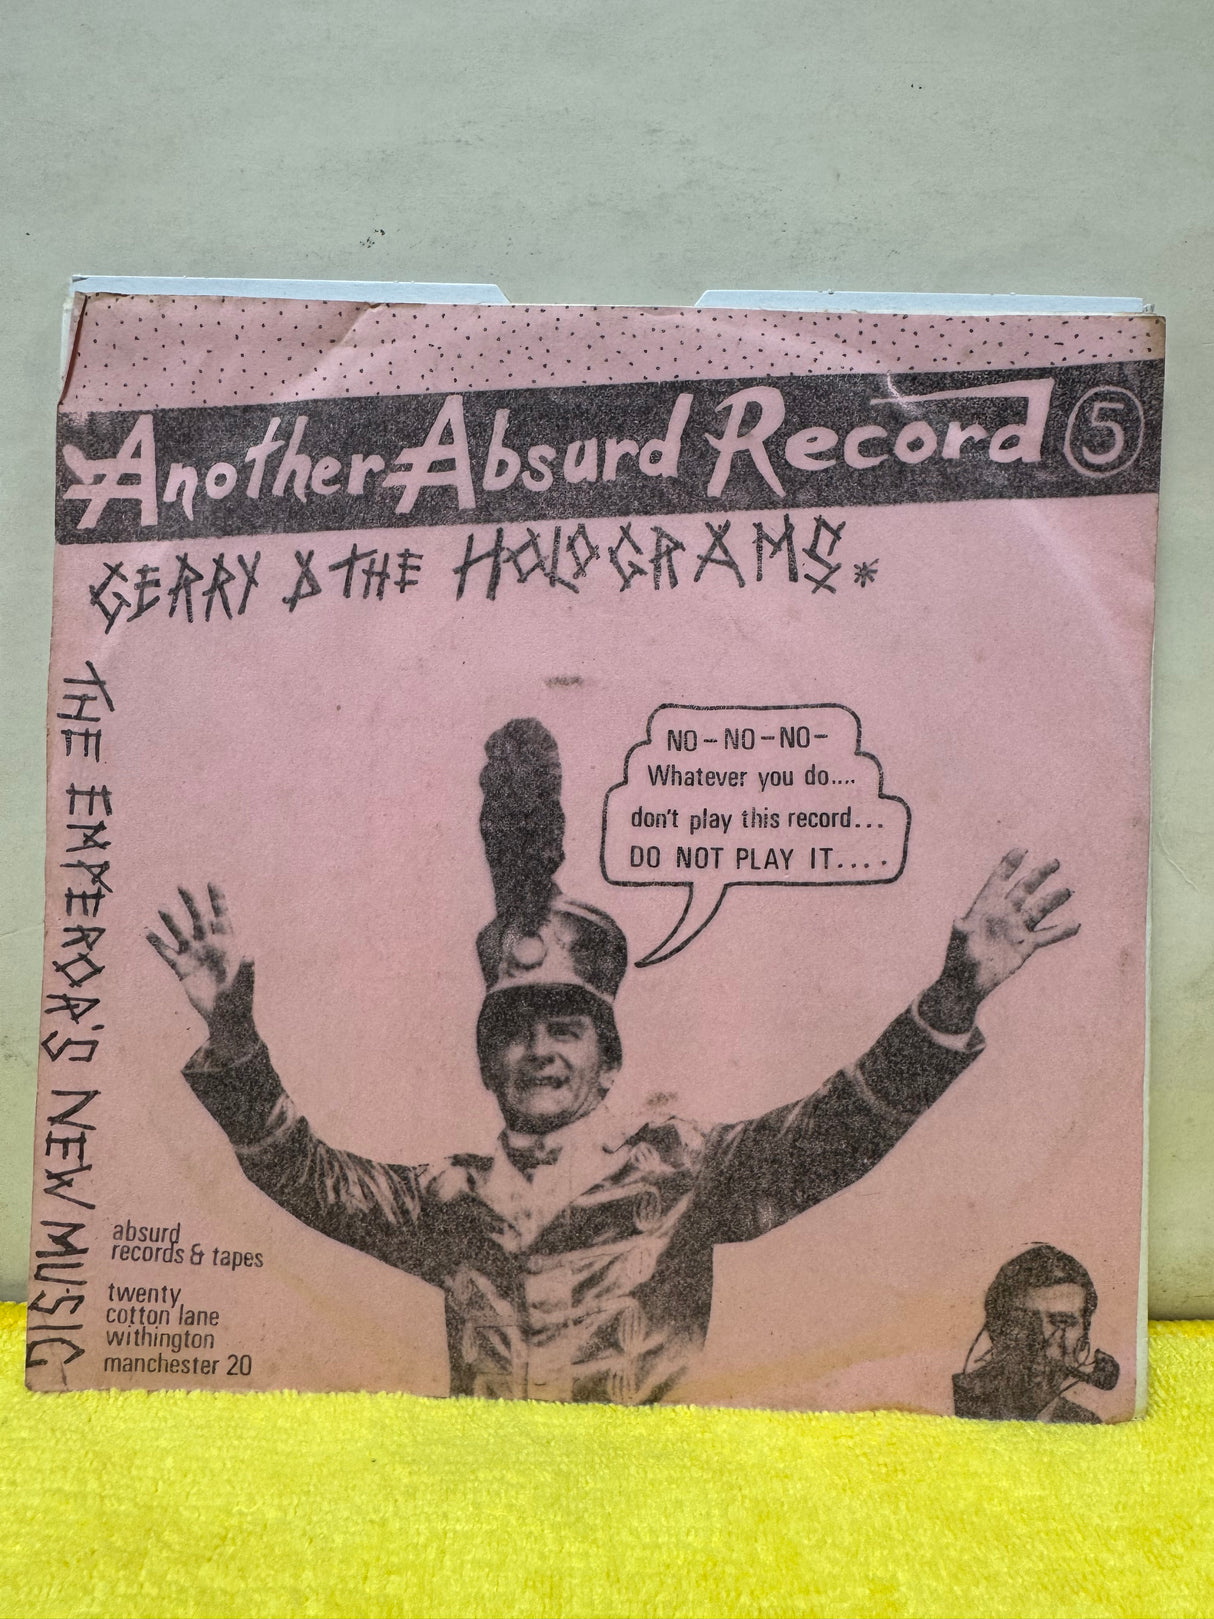 Another Absurd Record 5
GERRY & THE HOLOGRAMS.*
THE EMPEROR'S NEW MUSIC
NO-NO-NO-
Whatever you do....
don't play this record...
DO NOT PLAY IT....
absurd
records & tapes
twenty
cotton lane
withington
manchester 20